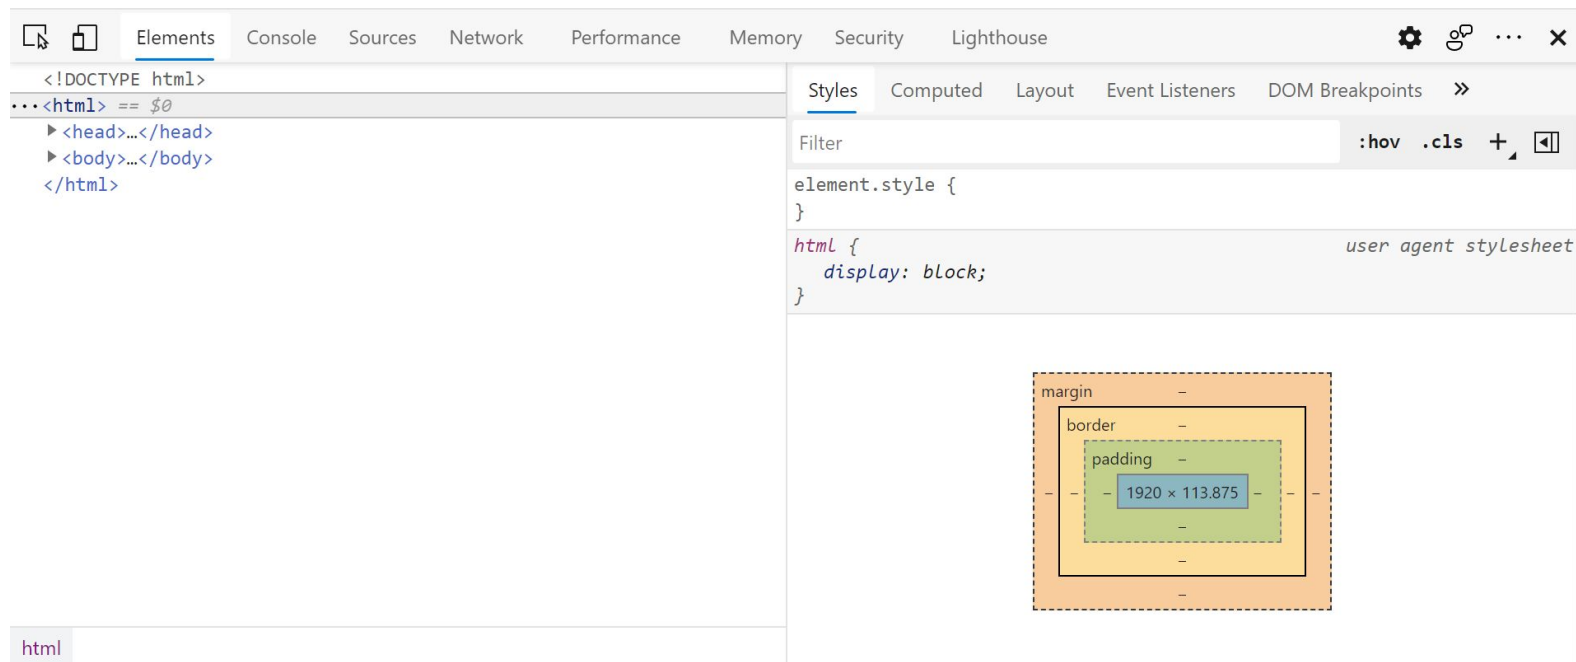 Elements Console Sources Network Performance Memory Security Lighthouse
<!DOCTYPE html>
···<html> == $0
<head>…</head>
<body>…</body>
</html>
html
Styles Computed Layout Event Listeners DOM Breakpoints »
Filter :hov .cls +
element.style {
}
html { user agent stylesheet
display: block;
}
margin –
border –
padding –
– – – 1920 × 113.875 – – –
–
–
–